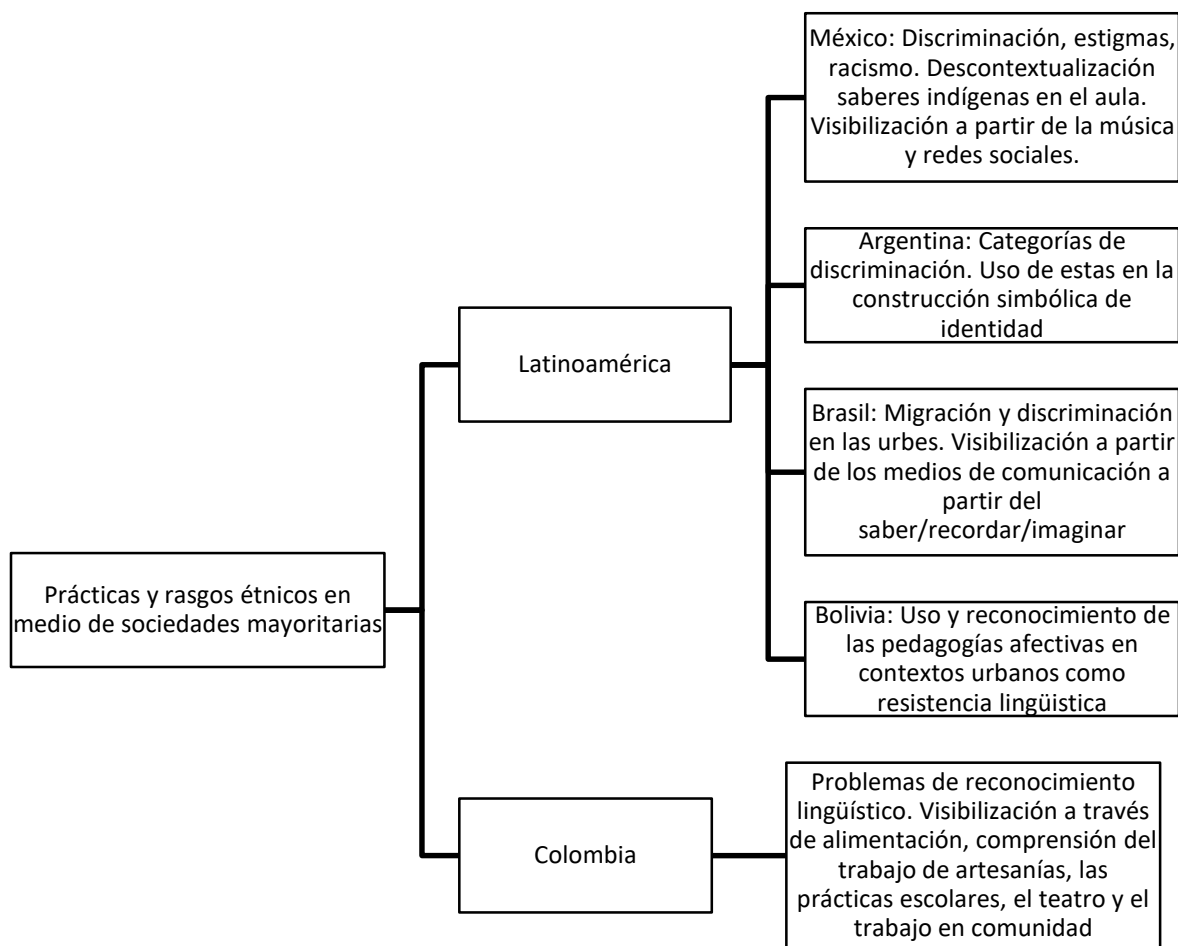 México: Discriminación, estigmas,
racismo. Descontextualización
saberes indígenas en el aula.
Visibilización a partir de la música
y redes sociales.
Argentina: Categorías de
discriminación. Uso de estas en la
construcción simbólica de
identidad
Latinoamérica
Brasil: Migración y discriminación
en las urbes. Visibilización a partir
de los medios de comunicación a
partir del
saber/recordar/imaginar
Prácticas y rasgos étnicos en
medio de sociedades mayoritarias
Bolivia: Uso y reconocimiento de
las pedagogías afectivas en
contextos urbanos como
resistencia lingüistica
Colombia
Problemas de reconocimiento
lingüístico. Visibilización a través
de alimentación, comprensión del
trabajo de artesanías, las
prácticas escolares, el teatro y el
trabajo en comunidad